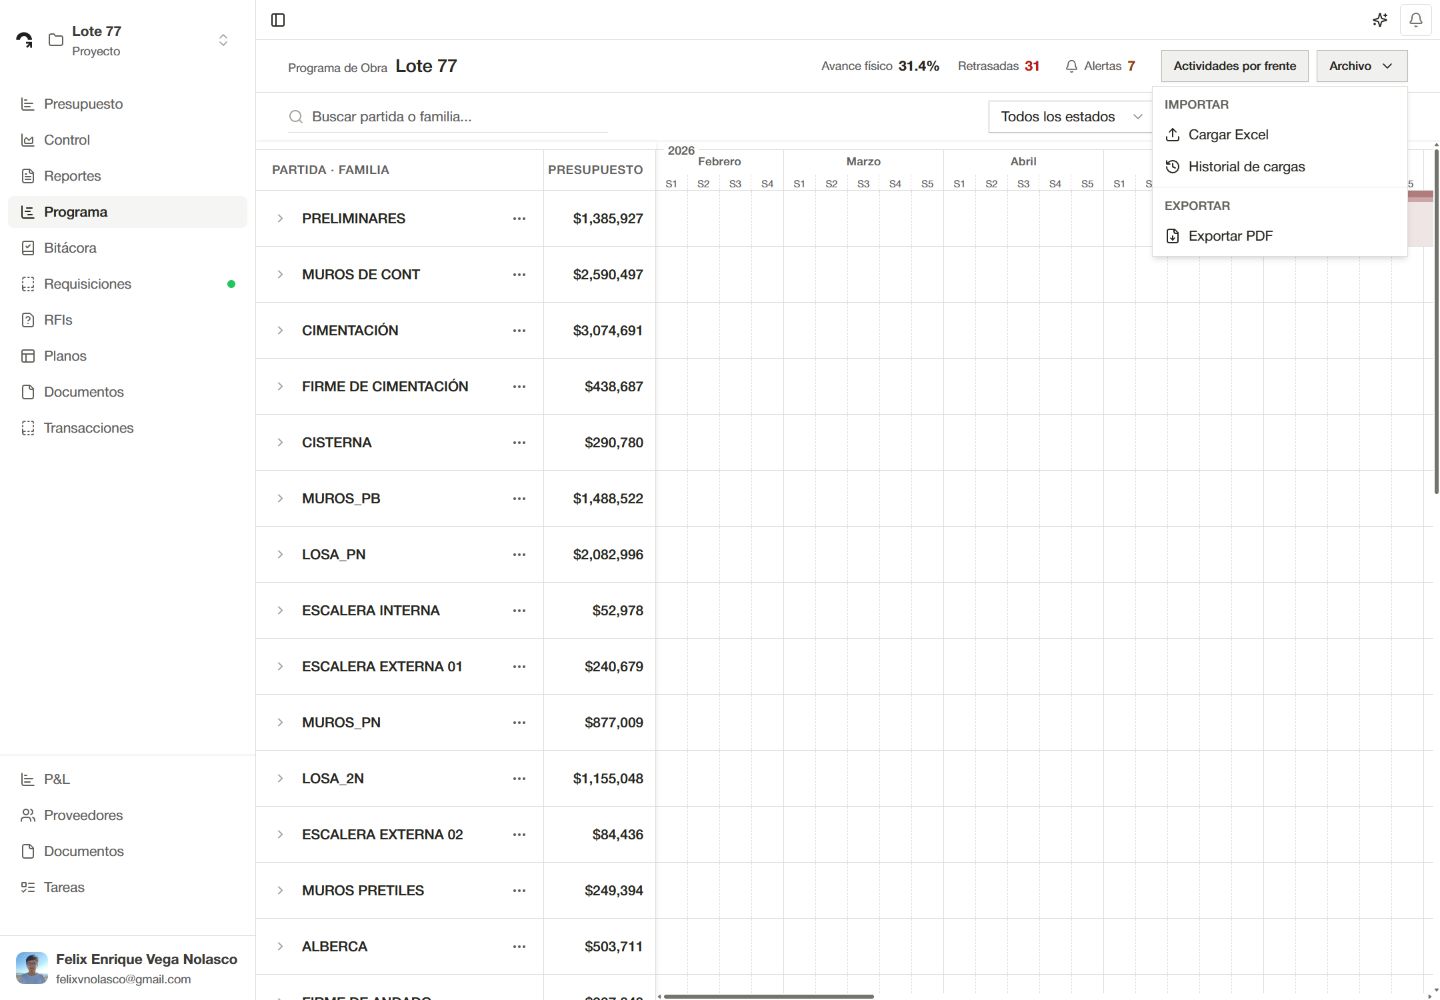 Lote 77
Proyecto
Presupuesto
Control
Reportes
Programa
Bitácora
Requisiciones
RFIs
Planos
Documentos
Transacciones
P&L
Proveedores
Documentos
Tareas
Felix Enrique Vega Nolasco
felixvnolasco@gmail.com
Programa de Obra Lote 77
Avance físico 31.4% Retrasadas 31 Alertas 7 Actividades por frente Archivo
Buscar partida o familia... Todos los estados
IMPORTAR
Cargar Excel
Historial de cargas
EXPORTAR
Exportar PDF
2026
PARTIDA · FAMILIA PRESUPUESTO Febrero Marzo Abril
S1 S2 S3 S4 S1 S2 S3 S4 S5 S1 S2 S3 S4 S5 S1
PRELIMINARES ••• $1,385,927
MUROS DE CONT ••• $2,590,497
CIMENTACIÓN ••• $3,074,691
FIRME DE CIMENTACIÓN ••• $438,687
CISTERNA ••• $290,780
MUROS_PB ••• $1,488,522
LOSA_PN ••• $2,082,996
ESCALERA INTERNA ••• $52,978
ESCALERA EXTERNA 01 ••• $240,679
MUROS_PN ••• $877,009
LOSA_2N ••• $1,155,048
ESCALERA EXTERNA 02 ••• $84,436
MUROS PRETILES ••• $249,394
ALBERCA ••• $503,711